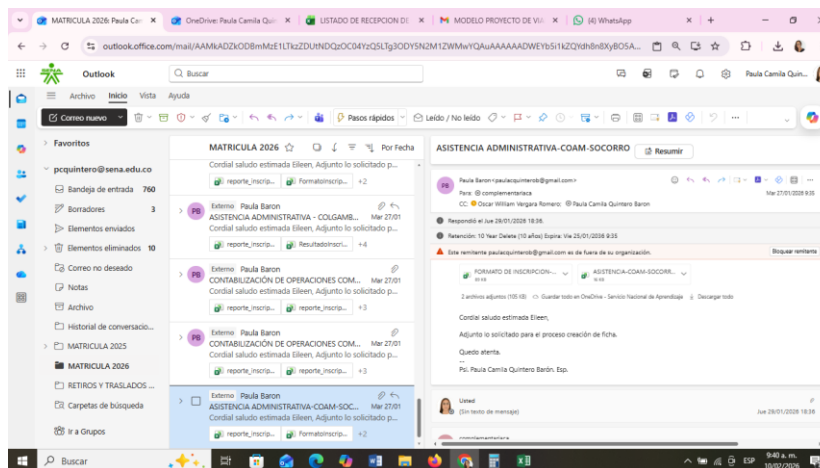 MATRICULA 2026: Paula Car
OneDrive: Paula Camila Quin
LISTADO DE RECEPCION DE
MODELO PROYECTO DE VI
(4) WhatsApp
outlook.office.com/mail/
SENA
Outlook
Buscar
Paula Camila Quin...
Archivo Inicio Vista Ayuda
Correo nuevo
Pasos rápidos
Leído / No leído
Favoritos
pcquintero@sena.edu.co
Bandeja de entrada 760
Borradores 3
Elementos enviados
Elementos eliminados 10
Correo no deseado
Notas
Archivo
Historial de conversacio...
MATRICULA 2025
MATRICULA 2026
RETIROS Y TRASLADOS ...
Carpetas de búsqueda
Ir a Grupos
MATRICULA 2026 Por Fecha
Cordial saludo estimada Eileen, Adjunto lo solicitado p...
reporte_inscrip... FormatoInscrip... +2
PB
Externo Paula Baron
ASISTENCIA ADMINISTRATIVA - COLGAMB... Mar 27/01
Cordial saludo estimada Eileen, Adjunto lo solicitado p...
reporte_inscrip... ResultadoInscri... +4
PB
Externo Paula Baron
CONTABILIZACIÓN DE OPERACIONES COM... Mar 27/01
Cordial saludo estimada Eileen, Adjunto lo solicitado p...
reporte_inscrip... reporte_inscrip... +3
PB
Externo Paula Baron
CONTABILIZACIÓN DE OPERACIONES COM... Mar 27/01
Cordial saludo estimada Eileen, Adjunto lo solicitado p...
reporte_inscrip... reporte_inscrip... +3
Externo Paula Baron
ASISTENCIA ADMINISTRATIVA-COAM-SOC... Mar 27/01
Cordial saludo estimada Eileen, Adjunto lo solicitado p...
reporte_inscrip... FormatoInscrip... +2
ASISTENCIA ADMINISTRATIVA-COAM-SOCORRO
Resumir
PB
Paula Baron<paulacquinterob@gmail.com>
Para: complementarisca
CC: Oscar William Vergara Romero; Paula Camila Quintero Baron
Mar 27/01/2026 9:35
Respondió el Jue 29/01/2026 18:36.
Retención: 10 Year Delete (10 años) Expira: Vie 25/01/2036 9:35
Este remitente paulacquinterob@gmail.com es de fuera de su organización.
Bloquear remitente
FORMATO DE INSCRIPCION-...
ASISTENCIA-COAM-SOCORR...
2 archivos adjuntos (105 KB) Guardar todo en OneDrive - Servicio Nacional de Aprendizaje Descargar todo
Cordial saludo estimada Eileen,
Adjunto lo solicitado para el proceso creación de ficha.
Quedo atenta.
--
Psi. Paula Camila Quintero Barón. Esp.
Usted
(Sin texto de mensaje)
Jue 29/01/2026 18:36
Buscar
ESP
9:40 a. m.
10/02/2026